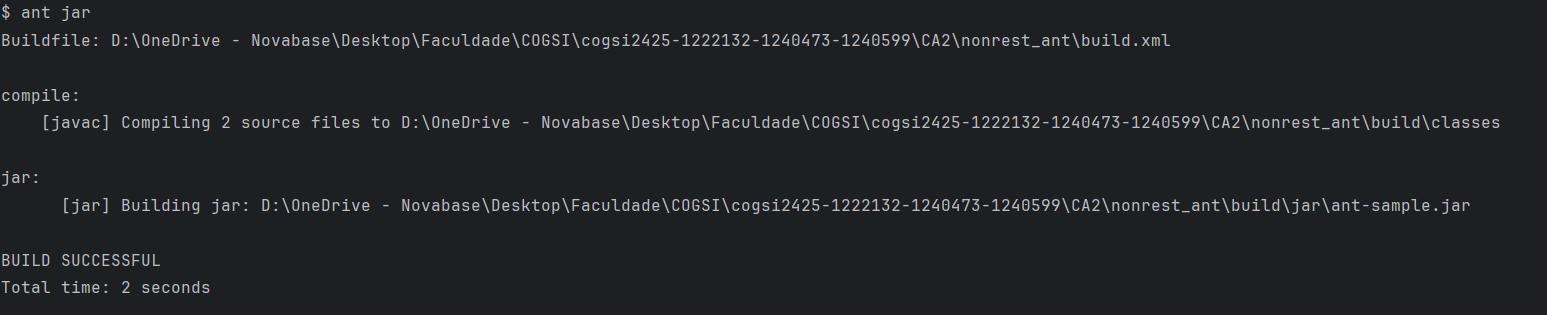 $ ant jar
Buildfile: D:\OneDrive - Novabase\Desktop\Faculdade\COGSI\cogsi2425-1222132-1240473-1240599\CA2\nonrest_ant\build.xml
compile:
[javac] Compiling 2 source files to D:\OneDrive - Novabase\Desktop\Faculdade\COGSI\cogsi2425-1222132-1240473-1240599\CA2\nonrest_ant\build\classes
jar:
[jar] Building jar: D:\OneDrive - Novabase\Desktop\Faculdade\COGSI\cogsi2425-1222132-1240473-1240599\CA2\nonrest_ant\build\jar\ant-sample.jar
BUILD SUCCESSFUL
Total time: 2 seconds